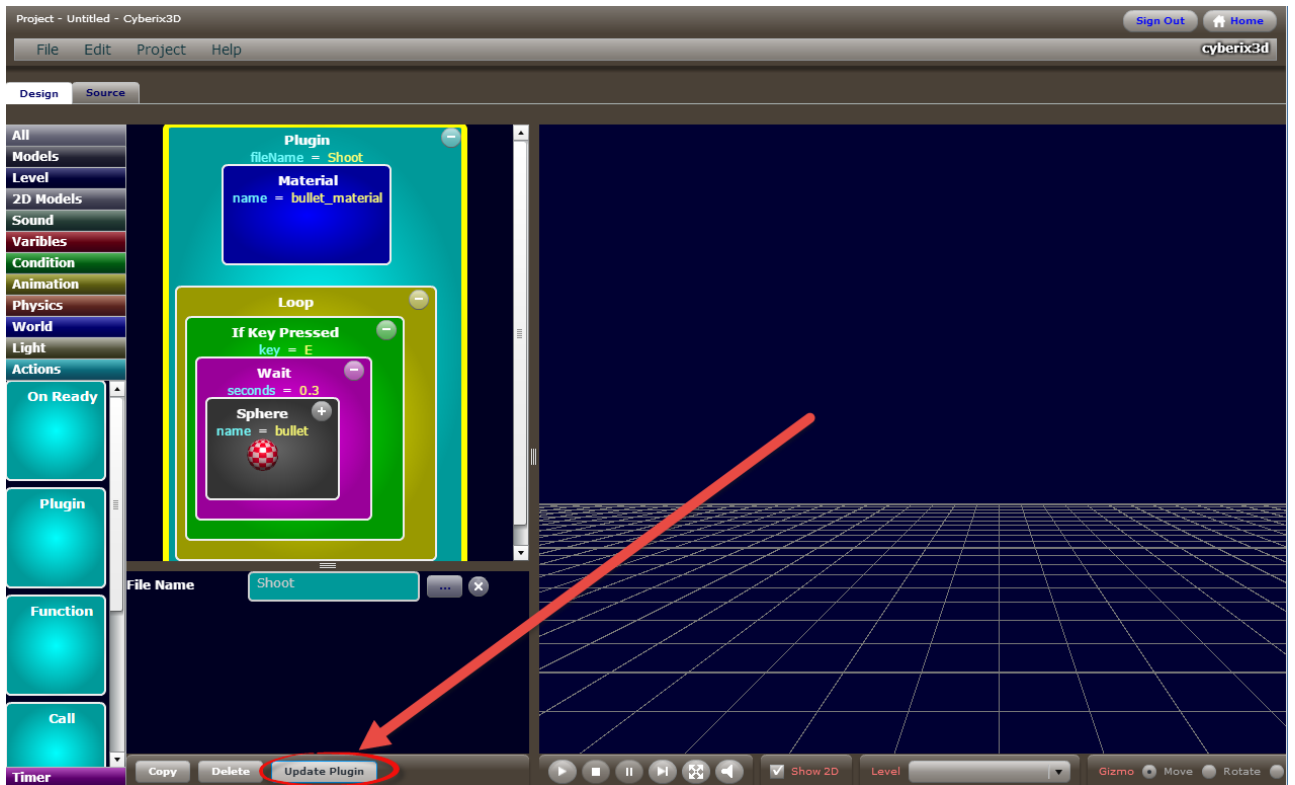 Project - Untitled - Cyberix3D
Sign Out
Home
File Edit Project Help
cyberix3d
Design Source
All
Models
Level
2D Models
Sound
Varibles
Condition
Animation
Physics
World
Light
Actions
On Ready
Plugin
Function
Call
Timer
Plugin
fileName = Shoot
Material
name = bullet_material
Loop
If Key Pressed
key = E
Wait
seconds = 0.3
Sphere
name = bullet
File Name Shoot ...
Copy Delete Update Plugin
Show 2D Level Gizmo Move Rotate